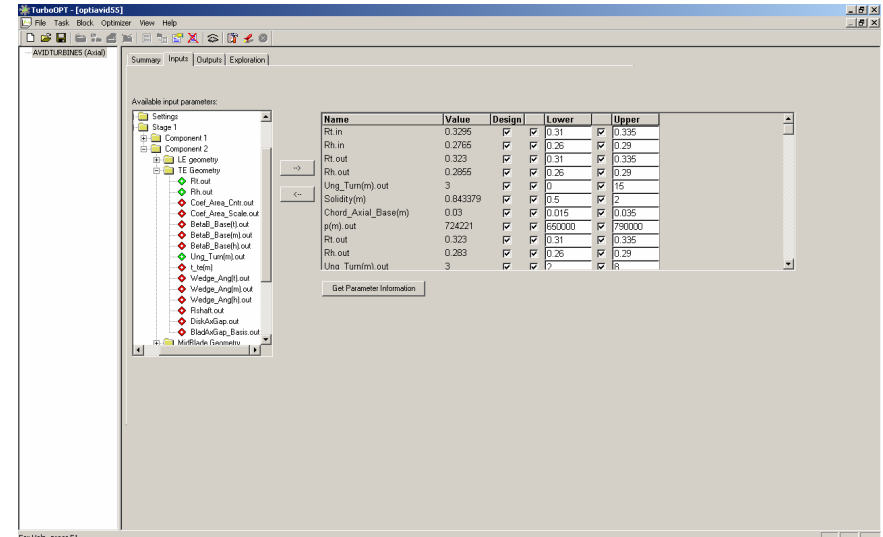 TurboOPT - [optiavid55]
File Task Block Optimizer View Help
AVIDTURBINE5 (Axial)
Summary Inputs Outputs Exploration
Available input parameters:
Settings
Stage 1
Component 1
Component 2
LE geometry
TE Geometry
Rt.out
Rh.out
Coef_Area_Cntr.out
Coef_Area_Scale.out
BetaB_Base(t).out
BetaB_Base(m).out
BetaB_Base(h).out
Ung_Turn(m).out
t_te(m)
Wedge_Ang(t).out
Wedge_Ang(m).out
Wedge_Ang(h).out
Rshaft.out
DiskAxGap.out
BladAxGap_Basis.out
MidBlade Geometry
-->
<--
Name Value Design Lower Upper
Rt.in 0.3295 0.31 0.335
Rh.in 0.2765 0.26 0.29
Rt.out 0.323 0.31 0.335
Rh.out 0.2855 0.26 0.29
Ung_Turn(m).out 3 0 15
Solidity(m) 0.843379 0.5 2
Chord_Axial_Base(m) 0.03 0.015 0.035
p(m).out 724221 650000 790000
Rt.out 0.323 0.31 0.335
Rh.out 0.283 0.26 0.29
Ung_Turn(m).out 3 2 8
Get Parameter Information
For Help, press F1